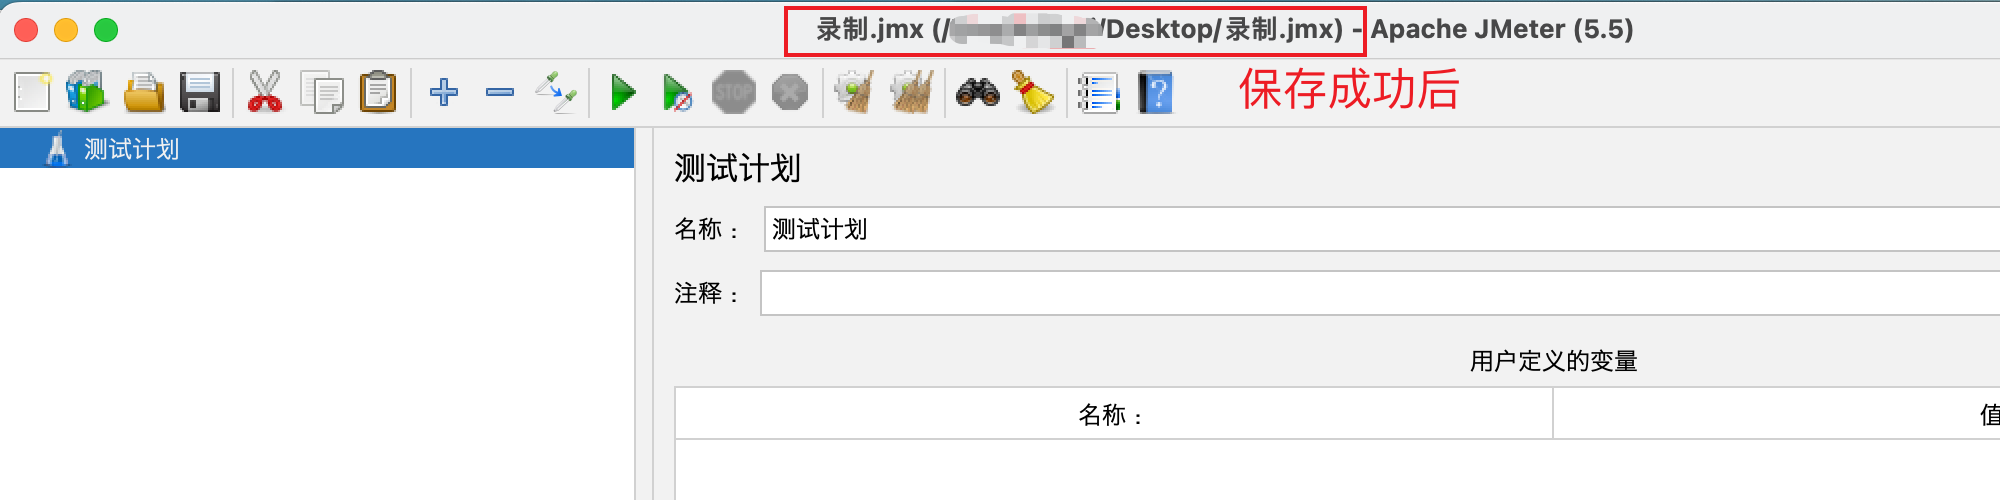 录制.jmx (/ /Desktop/录制.jmx) - Apache JMeter (5.5)
STOP
保存成功后
测试计划
测试计划
名称：
测试计划
注释：
用户定义的变量
名称：
值